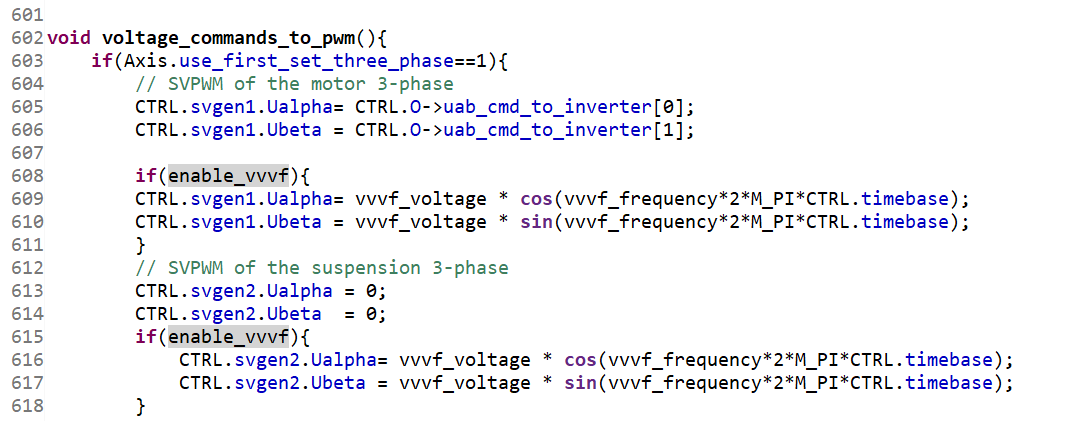 601
602 void voltage_commands_to_pwm(){
603     if(Axis.use_first_set_three_phase==1){
604         // SVPWM of the motor 3-phase
605         CTRL.svgen1.Ualpha= CTRL.O->uab_cmd_to_inverter[0];
606         CTRL.svgen1.Ubeta = CTRL.O->uab_cmd_to_inverter[1];
607
608         if(enable_vvvf){
609         CTRL.svgen1.Ualpha= vvvf_voltage * cos(vvvf_frequency*2*M_PI*CTRL.timebase);
610         CTRL.svgen1.Ubeta = vvvf_voltage * sin(vvvf_frequency*2*M_PI*CTRL.timebase);
611         }
612         // SVPWM of the suspension 3-phase
613         CTRL.svgen2.Ualpha = 0;
614         CTRL.svgen2.Ubeta  = 0;
615         if(enable_vvvf){
616             CTRL.svgen2.Ualpha= vvvf_voltage * cos(vvvf_frequency*2*M_PI*CTRL.timebase);
617             CTRL.svgen2.Ubeta = vvvf_voltage * sin(vvvf_frequency*2*M_PI*CTRL.timebase);
618         }